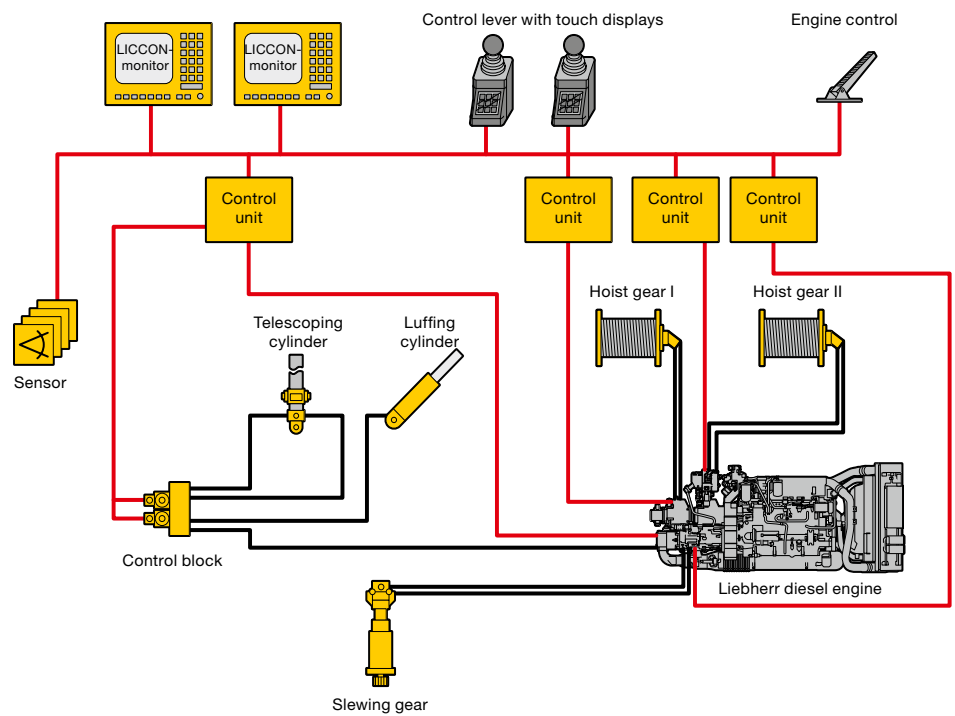 Control lever with touch displays
Engine control
LICCON-
monitor
LICCON-
monitor
Control
unit
Control
unit
Control
unit
Control
unit
Hoist gear I
Hoist gear II
Telescoping
cylinder
Luffing
cylinder
Sensor
Control block
Liebherr diesel engine
Slewing gear